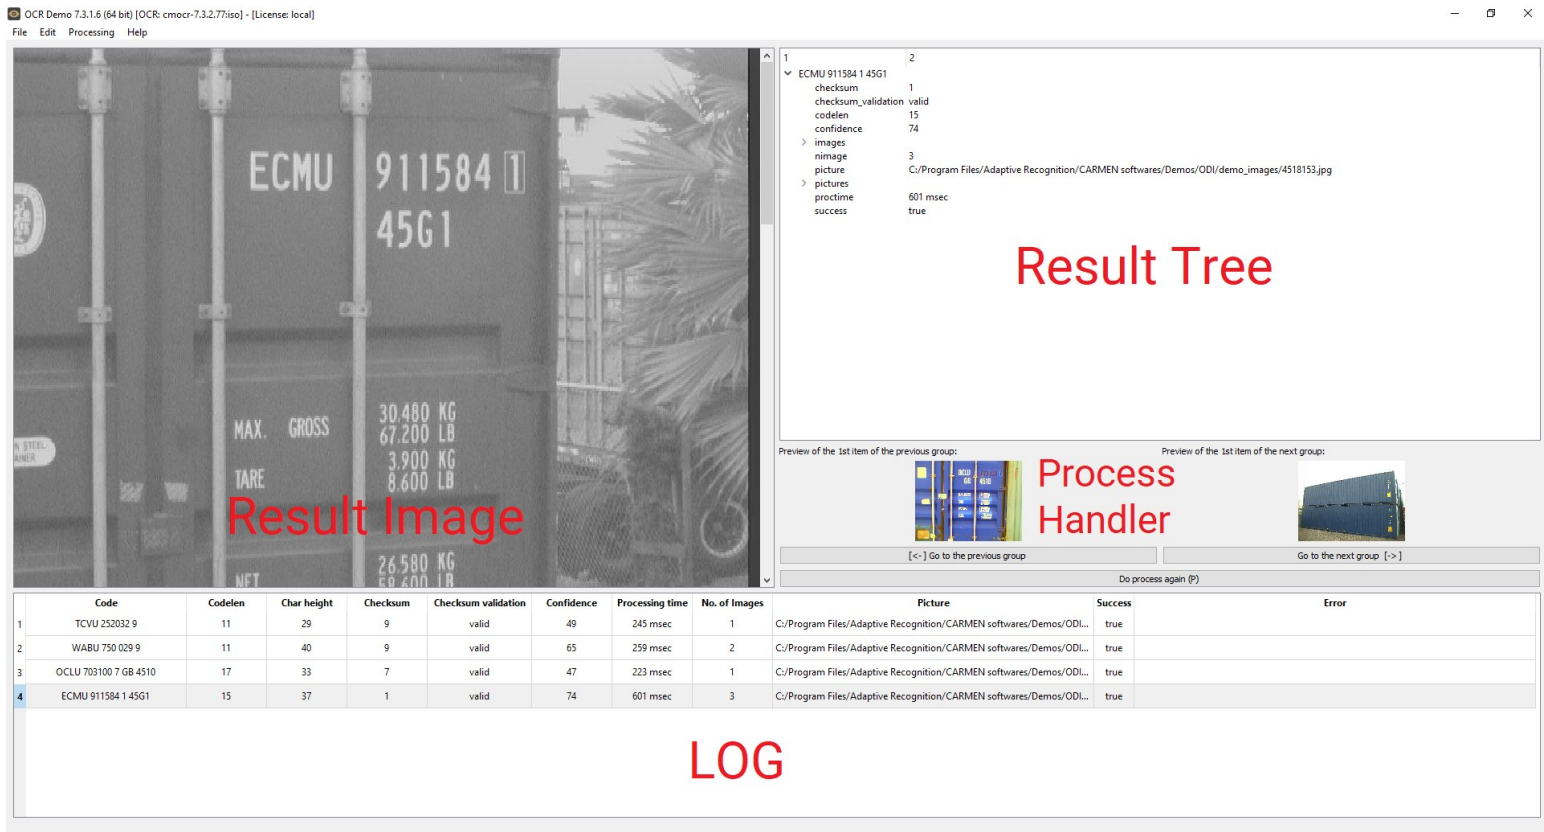 OCR Demo 7.3.1.6 (64 bit) [OCR: cmocr-7.3.2.77:iso] - [License: local]
File Edit Processing Help
ECMU 911584 1
45G1
MAX. GROSS 30.480 KG
67.200 LB
TARE 3.900 KG
8.600 LB
NET 26.580 KG
58.600 LB
STEEL
Result Image
1 2
ECMU 911584 1 45G1
checksum 1
checksum_validation valid
codelen 15
confidence 74
images
nimage 3
picture C:/Program Files/Adaptive Recognition/CARMEN softwares/Demos/ODI/demo_images/4518153.jpg
pictures
proctime 601 msec
success true
Result Tree
Preview of the 1st item of the previous group: Preview of the 1st item of the next group:
OCLU
GB 4510
Process
Handler
[<-] Go to the previous group Go to the next group [->]
Do process again (P)
Code Codelen Char height Checksum Checksum validation Confidence Processing time No. of Images Picture Success Error
1 TCVU 252032 9 11 29 9 valid 49 245 msec 1 C:/Program Files/Adaptive Recognition/CARMEN softwares/Demos/ODI... true
2 WABU 750 029 9 11 40 9 valid 65 259 msec 2 C:/Program Files/Adaptive Recognition/CARMEN softwares/Demos/ODI... true
3 OCLU 703100 7 GB 4510 17 33 7 valid 47 223 msec 1 C:/Program Files/Adaptive Recognition/CARMEN softwares/Demos/ODI... true
4 ECMU 911584 1 45G1 15 37 1 valid 74 601 msec 3 C:/Program Files/Adaptive Recognition/CARMEN softwares/Demos/ODI... true
LOG